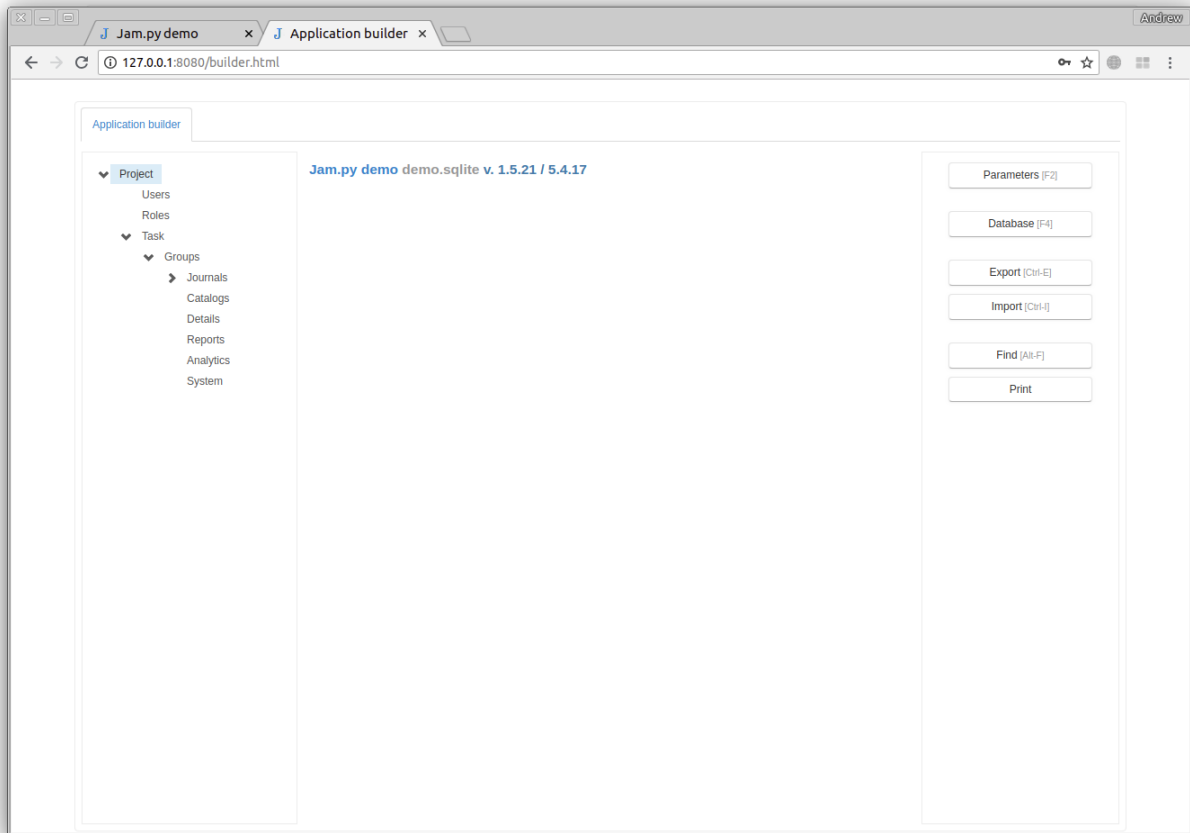 Andrew
J Jam.py demo
J Application builder
127.0.0.1:8080/builder.html
Application builder
Project
Users
Roles
Task
Groups
Journals
Catalogs
Details
Reports
Analytics
System
Jam.py demo demo.sqlite v. 1.5.21 / 5.4.17
Parameters [F2]
Database [F4]
Export [Ctrl-E]
Import [Ctrl-I]
Find [Alt-F]
Print